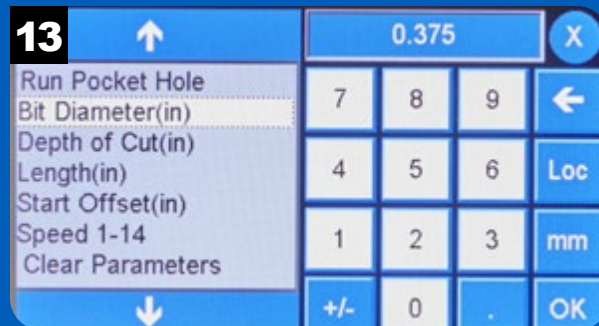 13
0.375 X
Run Pocket Hole
Bit Diameter(in)
Depth of Cut(in)
Length(in)
Start Offset(in)
Speed 1-14
Clear Parameters
7 8 9
4 5 6 Loc
1 2 3 mm
+/- 0 . OK